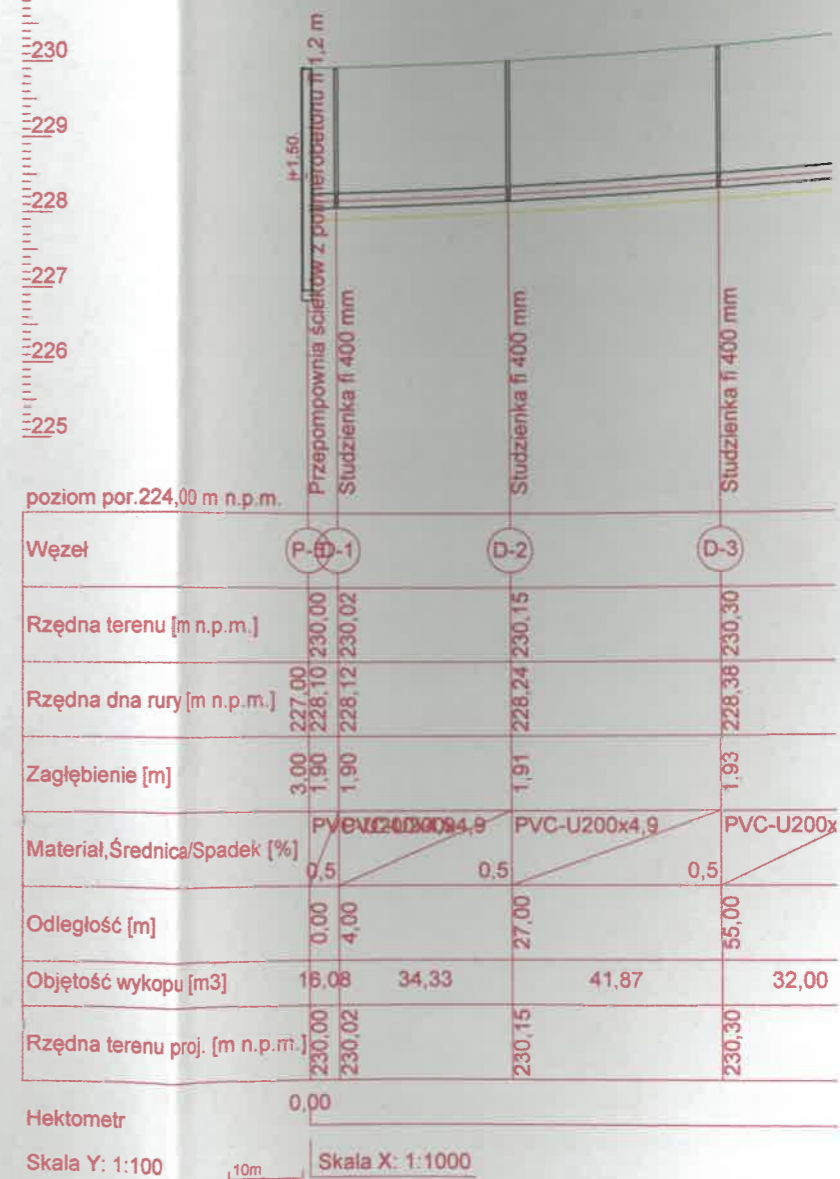 230
229
228
227
226
225
H1.50
Przepompownia ścieków z polimerobetonu fi 1,2 m
Studzienka fi 400 mm
Studzienka fi 400 mm
Studzienka fi 400 mm
poziom por.224,00 m n.p.m.
Węzeł D-1 D-2 D-3
Rzędna terenu [m n.p.m.] 230,00 230,02 230,15 230,30
Rzędna dna rury [m n.p.m.] 227,00 228,10 228,12 228,24 228,38
Zagłębienie [m] 3,00 1,90 1,90 1,91 1,93
Materiał,Średnica/Spadek [%] PVC-U200x4,9 PVC-U200x
0,5 0,5 0,5
Odległość [m] 0,00 4,00 27,00 55,00
Objętość wykopu [m3] 16,08 34,33 41,87 32,00
Rzędna terenu proj. [m n.p.m.] 230,00 230,02 230,15 230,30
Hektometr 0,00
Skala Y: 1:100 10m Skala X: 1:1000